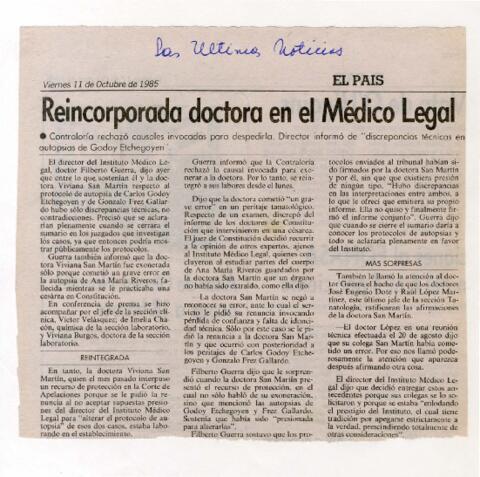 Las Ultimas Noticias
Viernes 11 de Octubre de 1985
EL PAIS
Reincorporada doctora en el Médico Legal
● Contraloría rechazó causales invocadas para despedirla. Director informó de "discrepancias técnicas en
autopsias de Godoy Etchegoyen".
El director del Instituto Médico Legal,
doctor Filberto Guerra, dijo ayer
que entre lo que sostenían él y la doctora
Viviana San Martín respecto al
protocolo de autopsia de Carlos Godoy
Etchegoyen y de Gonzalo Frez Gallardo
hubo sólo discrepancias técnicas, no
contradicciones. Precisó que se aclararían
plenamente cuando se cerrara el
sumario en los juzgados que investigan los
casos, ya que entonces podría mostrar
públicamente los protocolos.
Guerra también informó que la doctora
Viviana San Martín fue exonerada
sólo porque cometió un grave error en
la autopsia de Ana María Riveros, fallecida
mientras se le practicaba una
cesárea en Constitución.
En conferencia de prensa se hizo
acompañar por el jefe de la sección clínica,
Víctor Velásquez; de Imelia Chacón,
química de la sección laboratorio,
y Viviana Burgos, doctora de la sección
laboratorio.
REINTEGRADA
En tanto, la doctora Viviana San
Martín, quien el mes pasado interpuso un
recurso de protección en la Corte de
Apelaciones porque se le pidió la renuncia
al no aceptar supuestas presiones
del director del Instituto Médico Legal
para "alterar el protocolo de autopsia"
de esos dos casos, estaba laborando
en el establecimiento.
Guerra informó que la Contraloría
rechazó la causal invocada para exonerar
a la doctora. Por lo tanto, se reintegró
a sus labores desde el lunes.
Dijo que la doctora cometió "un grave
error" en un peritaje tanatológico.
Respecto de un examen, discrepó del
informe de los doctores de Constitución
que intervinieron en una cesárea.
El juez de Constitución decidió recurrir
a la opinión de otros expertos, ajenos
al Instituto Médico Legal, quienes concluyeron
al estudiar partes del cuerpo
de Ana María Riveros guardados por
la doctora San Martín que un órgano no
había sido extraído, como ella dijo.
La doctora San Martín se negó a
reconocer su error, ante lo cual el servicio
le pidió su renuncia invocando
pérdida de confianza y falta de idoneidad
técnica. Sólo por este caso se le pidió
la renuncia a la doctora San Martín
y que ocurrió con posterioridad a
los peritajes de Carlos Godoy Etchegoyen
y Gonzalo Frez Gallardo.
Filberto Guerra dijo que le sorprendió
cuando la doctora San Martín presentó
el recurso de protección, en el cual
no sólo habló de su exoneración, sino
que mencionó las autopsias de
Godoy Etchegoyen y Frez Gallardo.
Sostenía que había sido "presionada
para alterarlas".
Filberto Guerra sostuvo que los protocolos
enviados al tribunal habían sido
firmados por la doctora San Martín
y por él, sin que existiera presión de
ningún tipo. "Hubo discrepancias en
las interpretaciones entre ambos, a
lo que le ofrecí que emitiera su propio
informe. Ella no quiso y finalmente
firmó el informe conjunto". Guerra dijo
que cuando se cierre el sumario dará a
conocer los protocolos de autopsia y
todo se aclararía plenamente en favor
del Instituto.
MAS SORPRESAS
También le llamó la atención al doctor
Guerra el hecho de que los doctores
José Eugenio Doté y Raúl López Martínez,
este último jefe de la sección Tanatología,
ratificaran las afirmaciones
de la doctora San Martín.
El doctor López en una reunión
técnica efectuada el 20 de agosto dijo
que su colega San Martín había cometido
un error. Por eso nos llamó poderosamente
la atención que apareciera
después afirmando otra cosa.
El director del Instituto Médico Legal
dijo que decidió entregar estos antecedentes
porque sus colegas se lo solicitaron
y porque se estaba "enlodando
el prestigio del Instituto, el cual tiene
tradición por apegarse estrictamente a
la verdad, prescindiendo totalmente de
otras consideraciones".